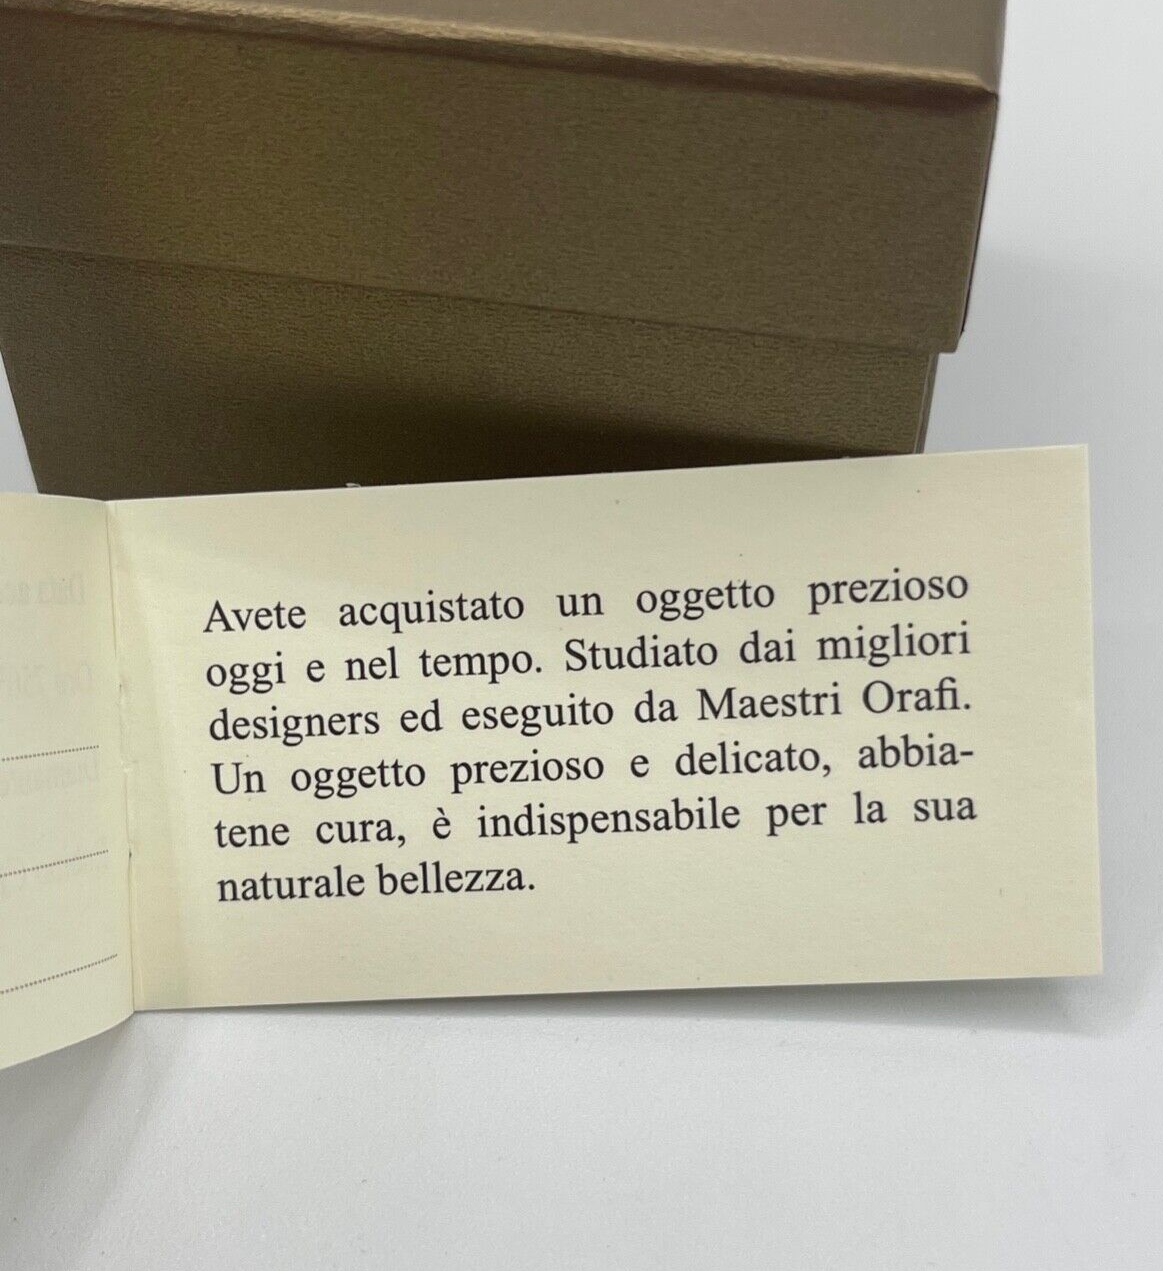 Avete acquistato un oggetto prezioso
oggi e nel tempo. Studiato dai migliori
designers ed eseguito da Maestri Orafi.
Un oggetto prezioso e delicato, abbia-
tene cura, è indispensabile per la sua
naturale bellezza.